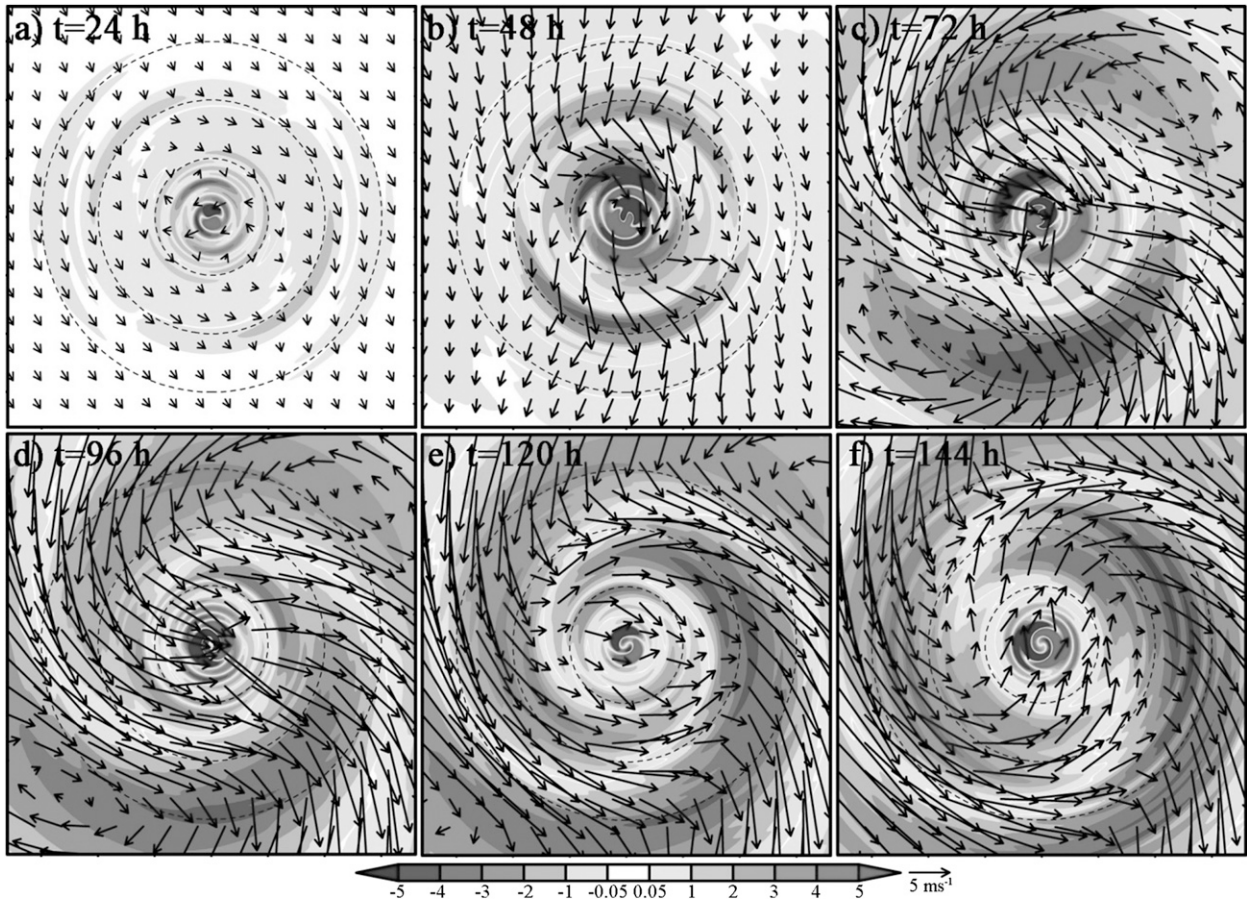 a) t=24 h
b) t=48 h
c) t=72 h
d) t=96 h
e) t=120 h
f) t=144 h
-5 -4 -3 -2 -1 -0.05 0.05 1 2 3 4 5 5 ms⁻¹